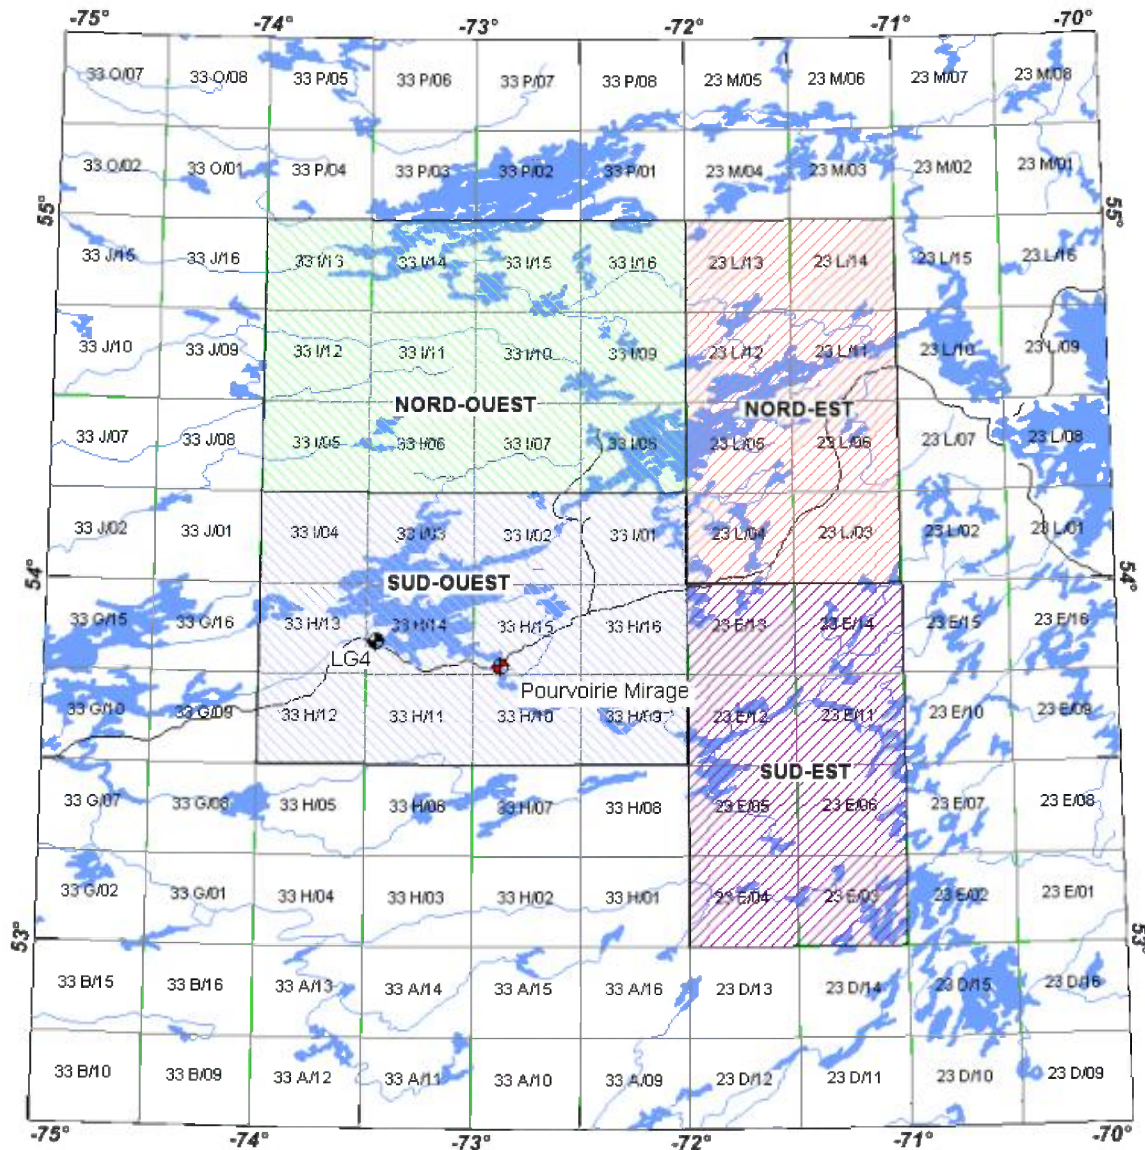 -75° -74° -73° -72° -71° -70°
33 O/07 33 O/08 33 P/05 33 P/06 33 P/07 33 P/08 23 M/05 23 M/06 23 M/07 23 M/08
33 O/02 33 O/01 33 P/04 33 P/03 33 P/02 33 P/01 23 M/04 23 M/03 23 M/02 23 M/01
55° 55°
33 J/15 33 J/16 33 I/13 33 I/14 33 I/15 33 I/16 23 L/13 23 L/14 23 L/15 23 L/16
33 J/10 33 J/09 33 I/12 33 I/11 33 I/10 33 I/09 23 L/12 23 L/11 23 L/10 23 L/09
NORD-OUEST NORD-EST
33 J/07 33 J/08 33 I/05 33 I/06 33 I/07 33 I/08 23 L/05 23 L/06 23 L/07 23 L/08
33 J/02 33 J/01 33 I/04 33 I/03 33 I/02 33 I/01 23 L/04 23 L/03 23 L/02 23 L/01
54° SUD-OUEST 54°
33 G/15 33 G/16 33 H/13 33 H/14 33 H/15 33 H/16 23 E/13 23 E/14 23 E/15 23 E/16
LG4
Pourvoirie Mirage
33 G/10 33 G/09 33 H/12 33 H/11 33 H/10 33 H/09 23 E/12 23 E/11 23 E/10 23 E/09
SUD-EST
33 G/07 33 G/08 33 H/05 33 H/06 33 H/07 33 H/08 23 E/05 23 E/06 23 E/07 23 E/08
33 G/02 33 G/01 33 H/04 33 H/03 33 H/02 33 H/01 23 E/04 23 E/03 23 E/02 23 E/01
53° 53°
33 B/15 33 B/16 33 A/13 33 A/14 33 A/15 33 A/16 23 D/13 23 D/14 23 D/15 23 D/16
33 B/10 33 B/09 33 A/12 33 A/11 33 A/10 33 A/09 23 D/12 23 D/11 23 D/10 23 D/09
-75° -74° -73° -72° -71° -70°